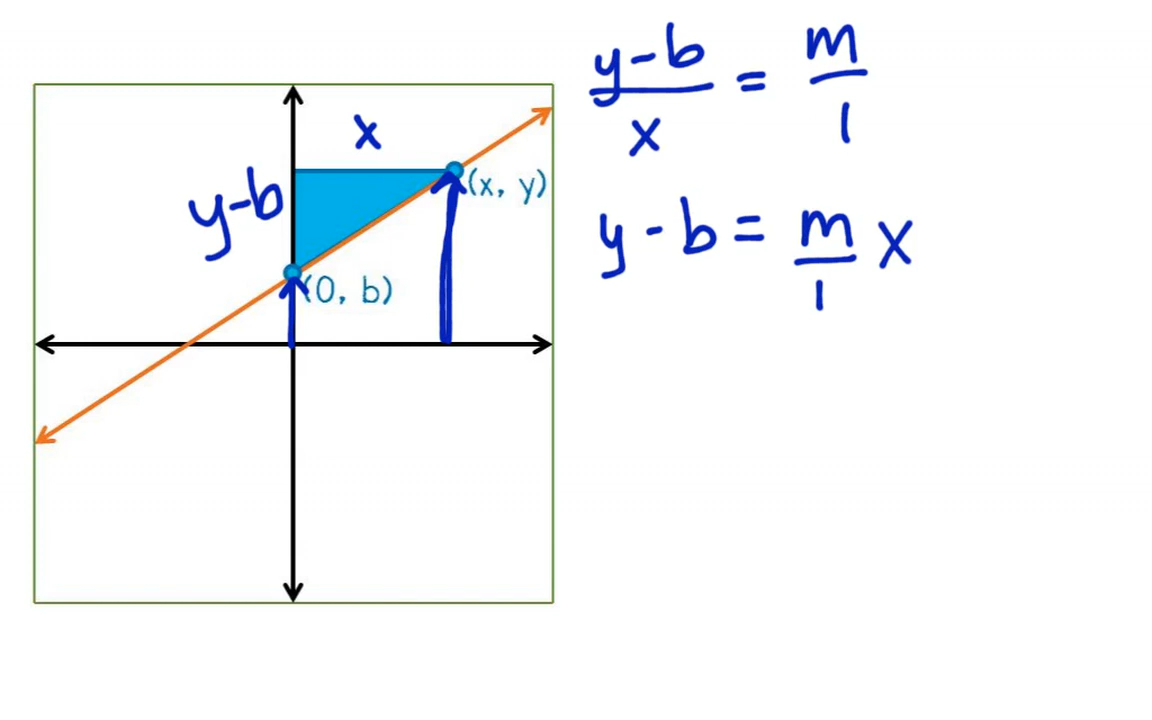 x
y-b
(x, y)
(0, b)
y-b/x = m/1
y - b = m/1 x